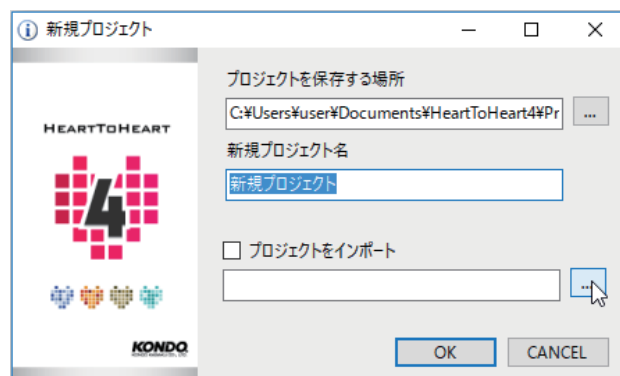 新規プロジェクト
プロジェクトを保存する場所
C:¥Users¥user¥Documents¥HeartToHeart4¥Pr
...
新規プロジェクト名
新規プロジェクト
プロジェクトをインポート
...
HEARTTOHEART
4
KONDO
OK
CANCEL